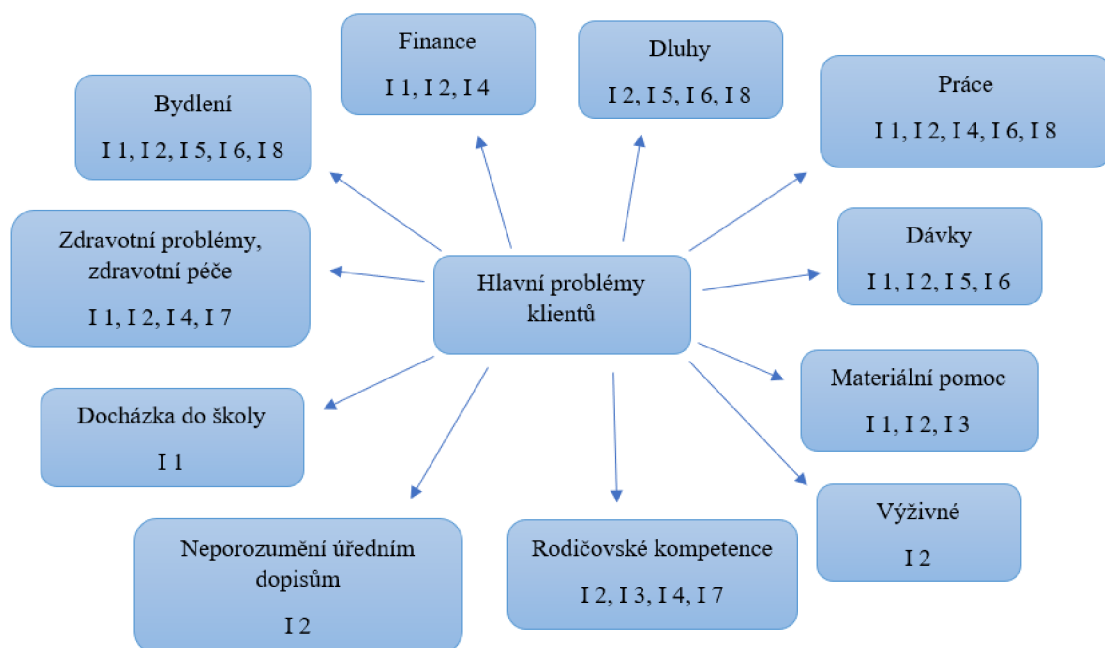 Finance
I 1, I 2, I 4
Dluhy
I 2, I 5, I 6, I 8
Práce
I 1, I 2, I 4, I 6, I 8
Bydlení
I 1, I 2, I 5, I 6, I 8
Zdravotní problémy,
zdravotní péče
I 1, I 2, I 4, I 7
Hlavní problémy
klientů
Dávky
I 1, I 2, I 5, I 6
Materiální pomoc
I 1, I 2, I 3
Docházka do školy
I 1
Výživné
I 2
Neporozumění úředním
dopisům
I 2
Rodičovské kompetence
I 2, I 3, I 4, I 7